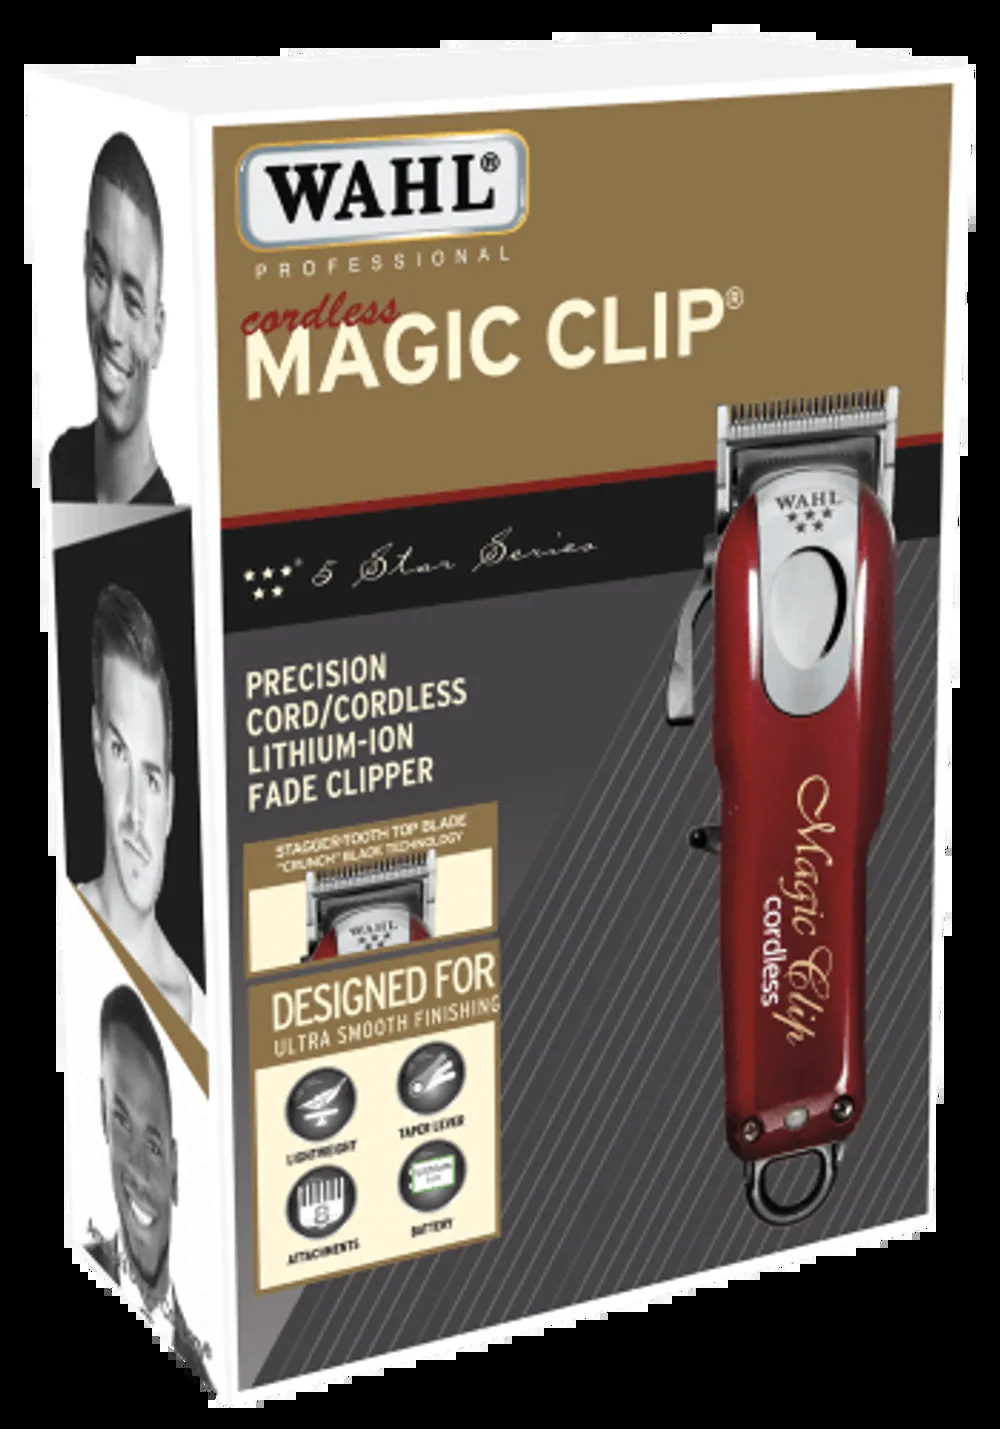 WAHL®
PROFESSIONAL
cordless
MAGIC CLIP®
5 Star Series
PRECISION
CORD/CORDLESS
LITHIUM-ION
FADE CLIPPER
STAGGER-TOOTH TOP BLADE
"CRUNCH" BLADE TECHNOLOGY
WAHL
DESIGNED FOR
ULTRA SMOOTH FINISHING
LIGHTWEIGHT
TAPER LEVER
8
ATTACHMENTS
BATTERY
WAHL
Magic Clip
cordless